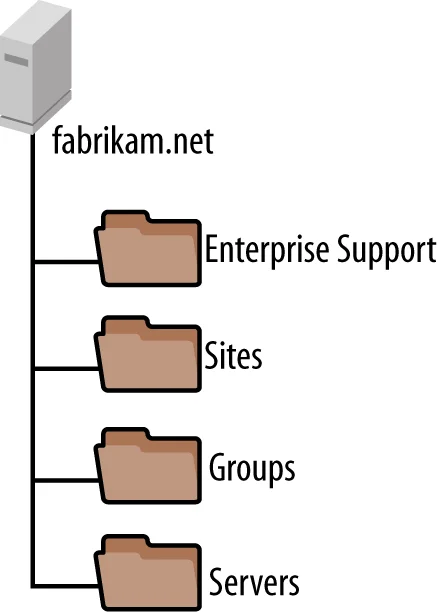 fabrikam.net
Enterprise Support
Sites
Groups
Servers